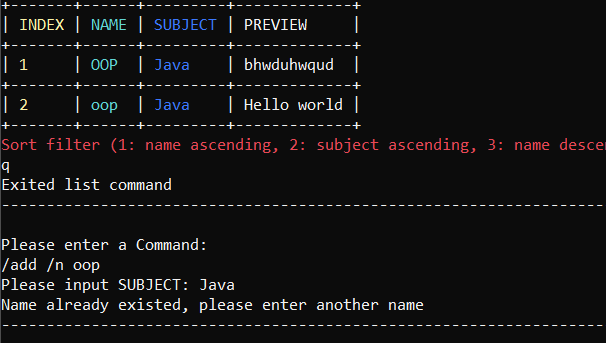 +-------+------+---------+-------------+
| INDEX | NAME | SUBJECT | PREVIEW     |
+-------+------+---------+-------------+
| 1     | OOP  | Java    | bhwduhwqud  |
+-------+------+---------+-------------+
| 2     | oop  | Java    | Hello world |
+-------+------+---------+-------------+
Sort filter (1: name ascending, 2: subject ascending, 3: name desce
q
Exited list command
-------------------------------------------------------------------
Please enter a Command:
/add /n oop
Please input SUBJECT: Java
Name already existed, please enter another name
-------------------------------------------------------------------